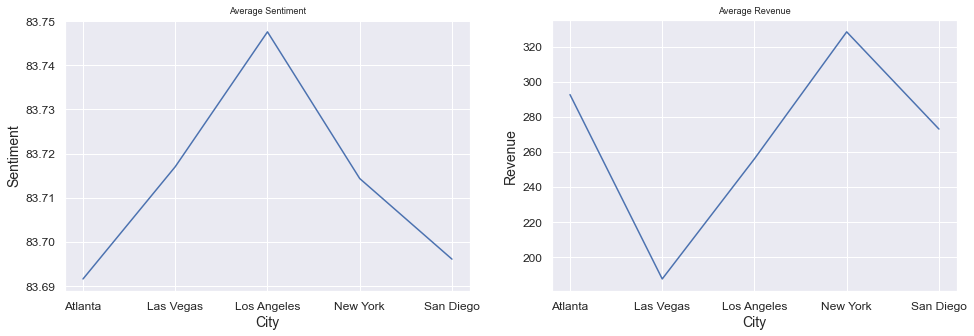 Average Sentiment
83.75
83.74
83.73
83.72
83.71
83.70
83.69
Sentiment
Atlanta Las Vegas Los Angeles New York San Diego
City
Average Revenue
320
300
280
260
240
220
200
Revenue
Atlanta Las Vegas Los Angeles New York San Diego
City